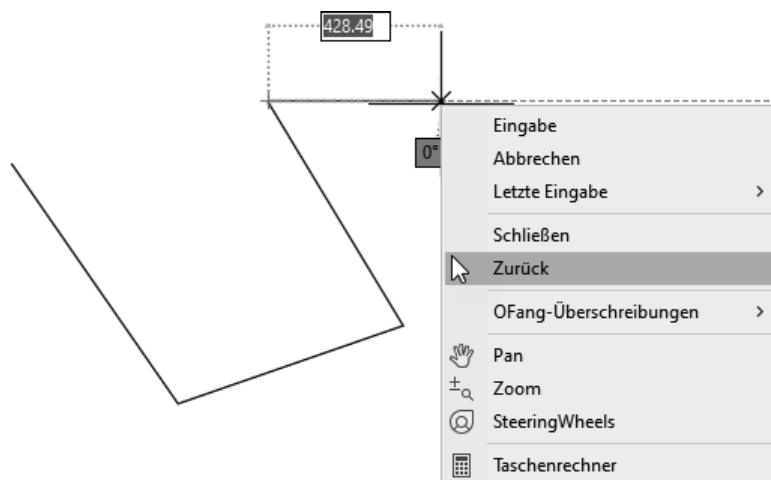 428.49
0°
Eingabe
Abbrechen
Letzte Eingabe
Schließen
Zurück
OFang-Überschreibungen
Pan
Zoom
SteeringWheels
Taschenrechner